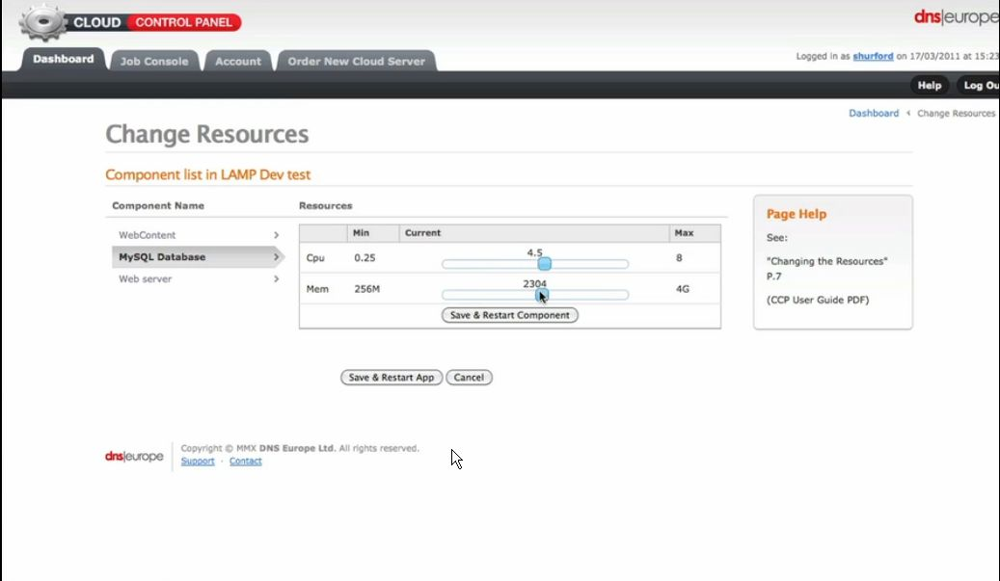 CLOUD CONTROL PANEL
dns|europe
Dashboard
Job Console
Account
Order New Cloud Server
Logged in as shurford on 17/03/2011 at 15:23
Help
Log Ou
Dashboard
Change Resources
Change Resources
Component list in LAMP Dev test
Component Name
Resources
WebContent
MySQL Database
Web server
Min Current Max
Cpu 0.25 4.5 8
Mem 256M 2304 4G
Save & Restart Component
Page Help
See:
"Changing the Resources"
P.7
(CCP User Guide PDF)
Save & Restart App
Cancel
dns|europe
Copyright © MMX DNS Europe Ltd. All rights reserved.
Support · Contact